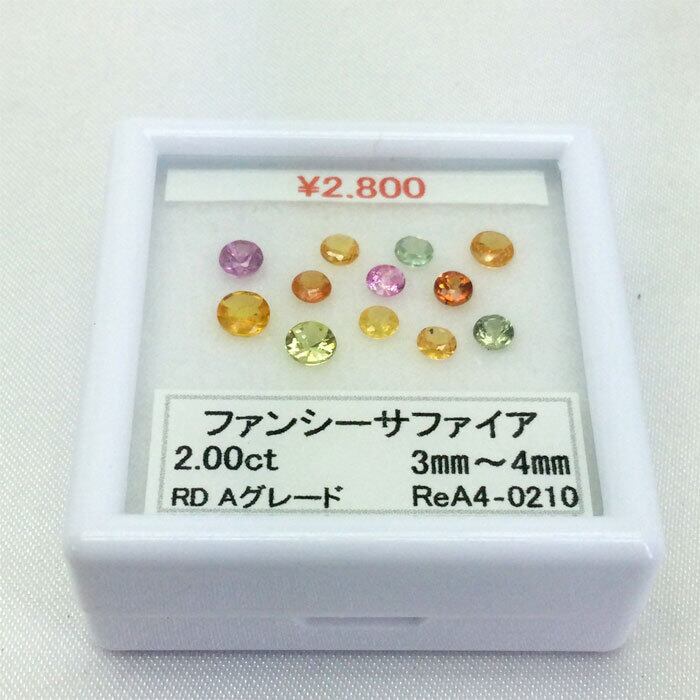 ¥2.800
ファンシーサファイア
2.00ct 3mm～4mm
RD Aグレード ReA4-0210